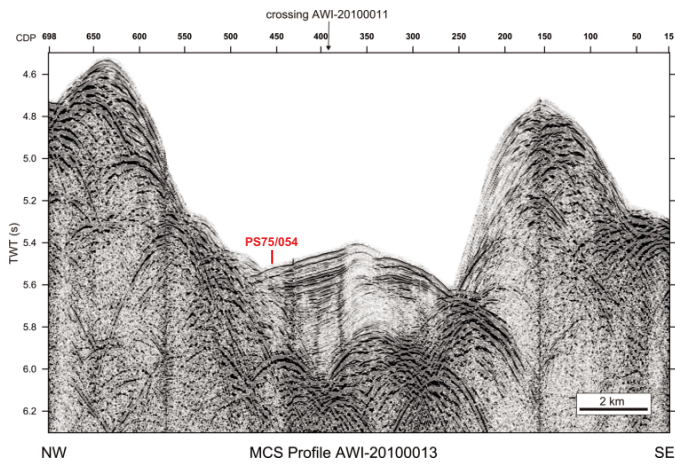 crossing AWI-20100011
CDP 698 650 600 550 500 450 400 350 300 250 200 150 100 50 15
4.6
4.8
5.0
5.2
5.4
5.6
5.8
6.0
6.2
TWT (s)
PS75/054
2 km
NW MCS Profile AWI-20100013 SE